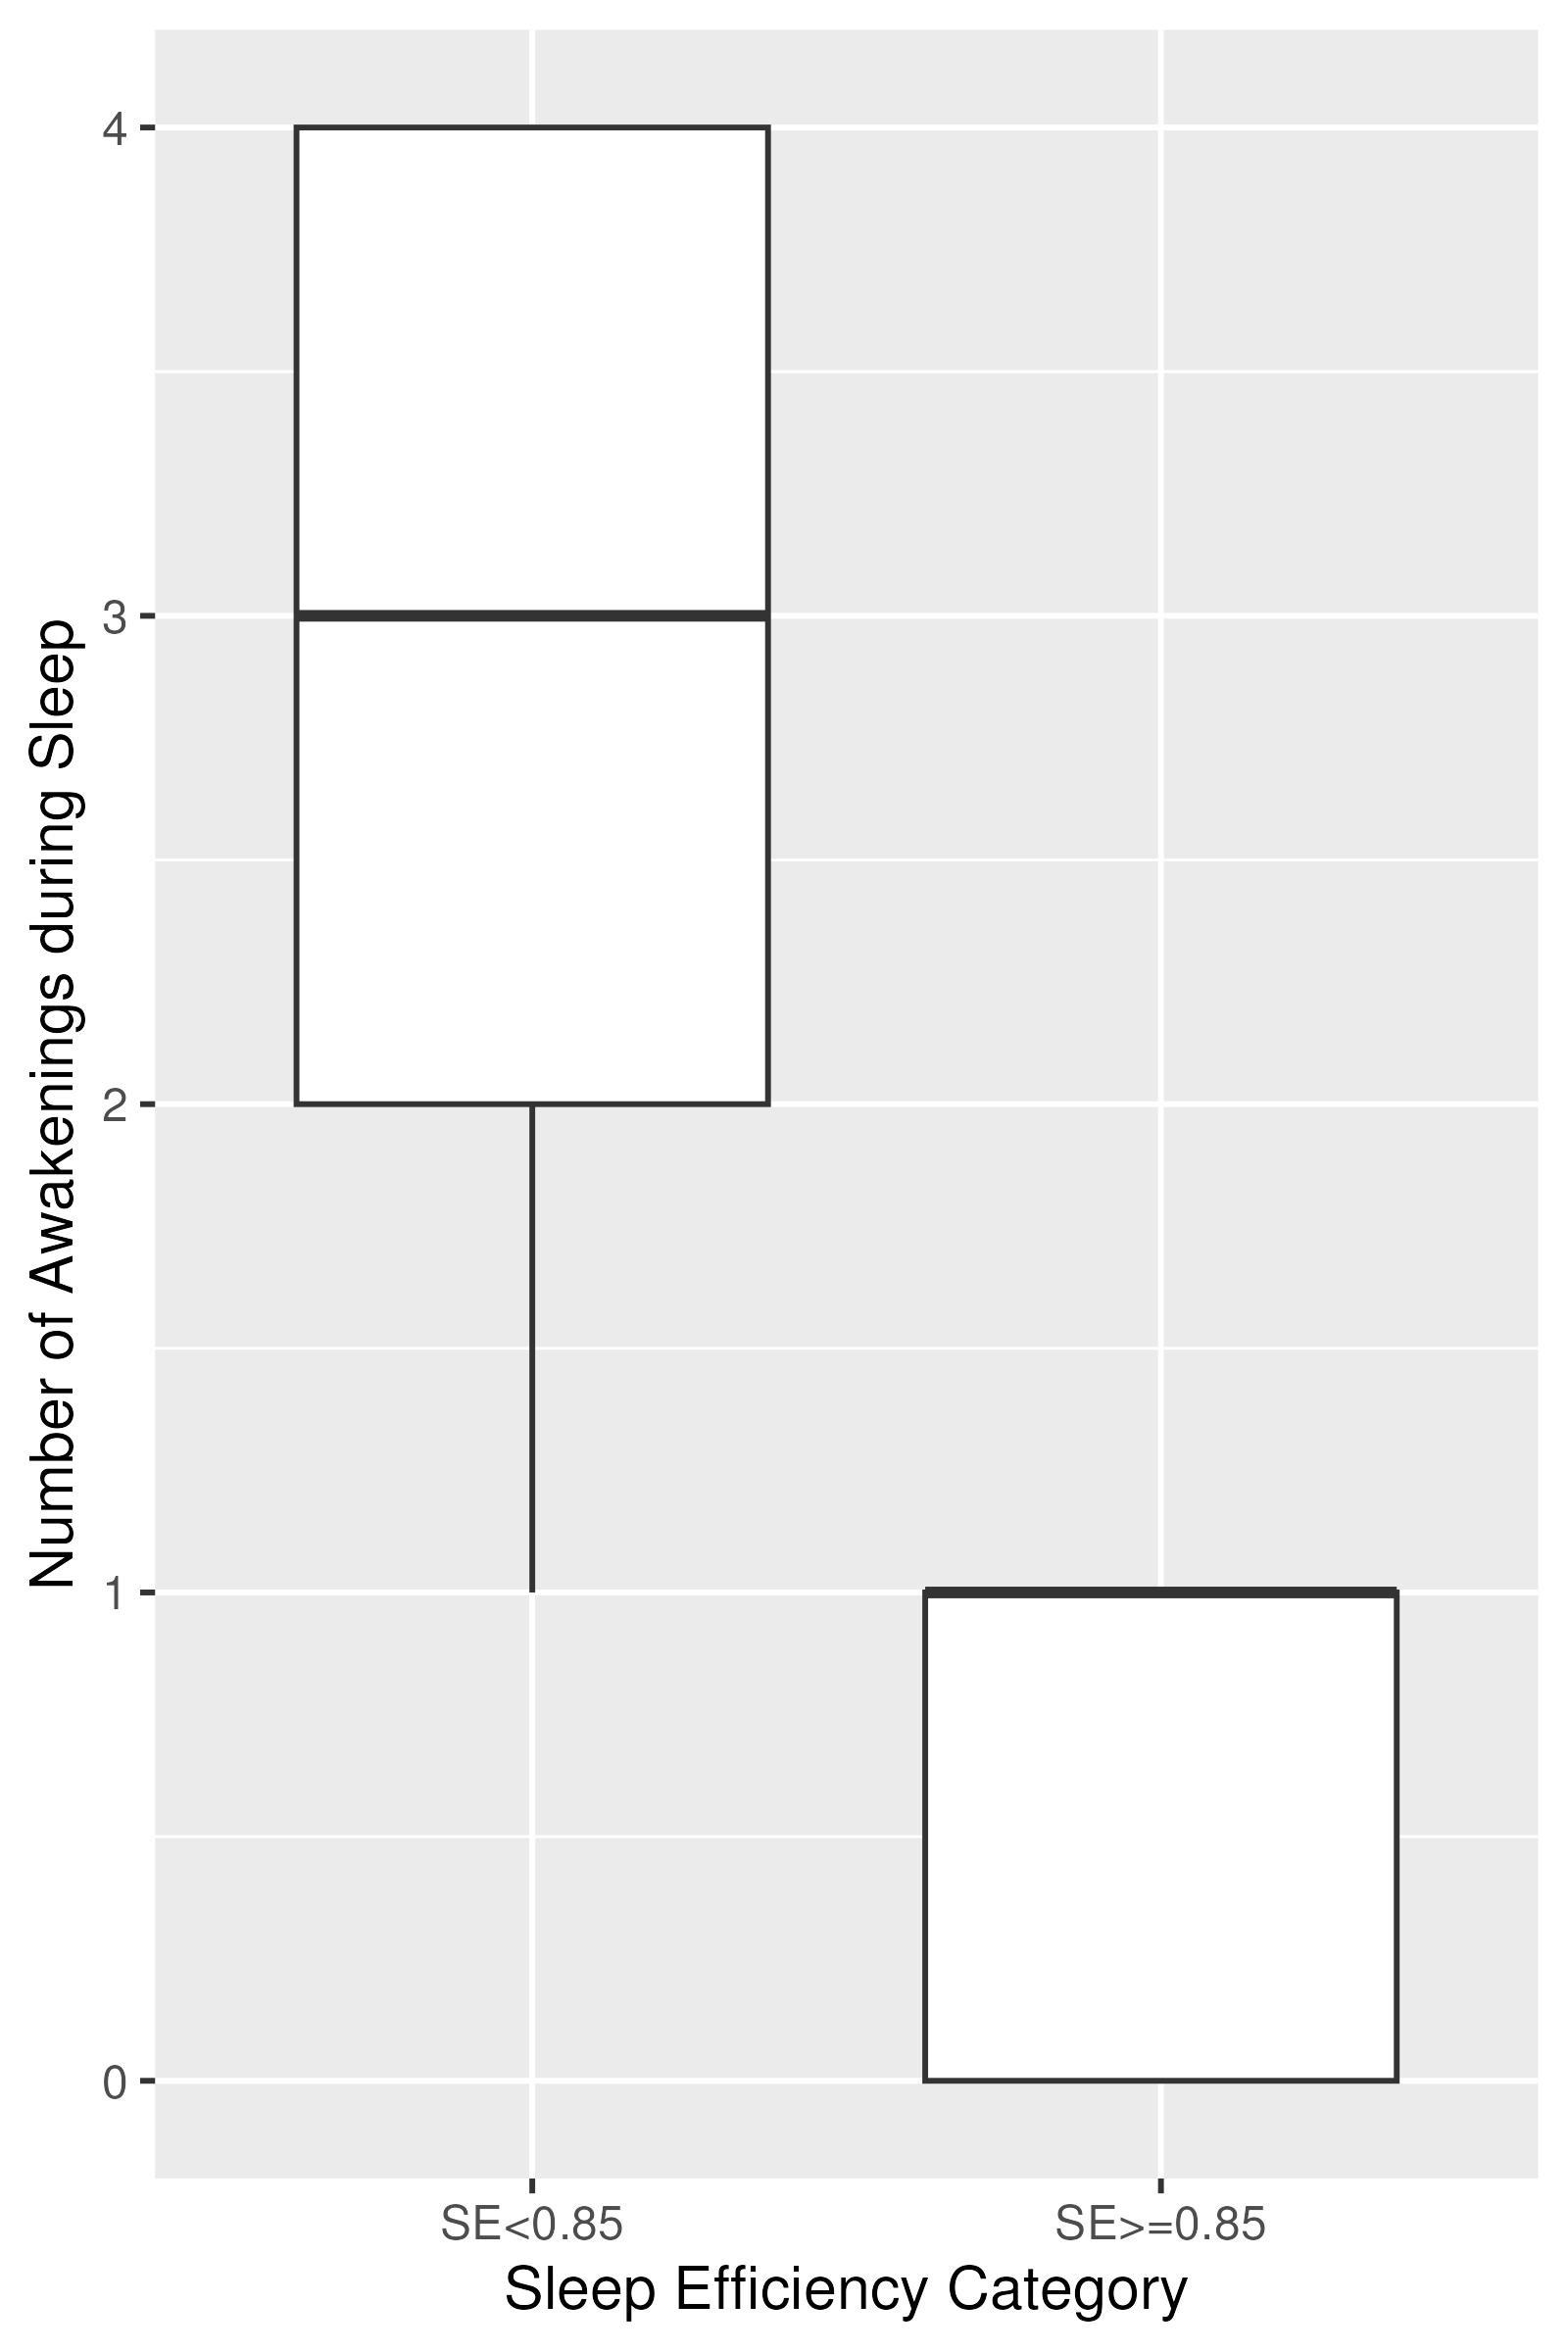 Number of Awakenings during Sleep
4
3
2
1
0
SE<0.85
SE>=0.85
Sleep Efficiency Category